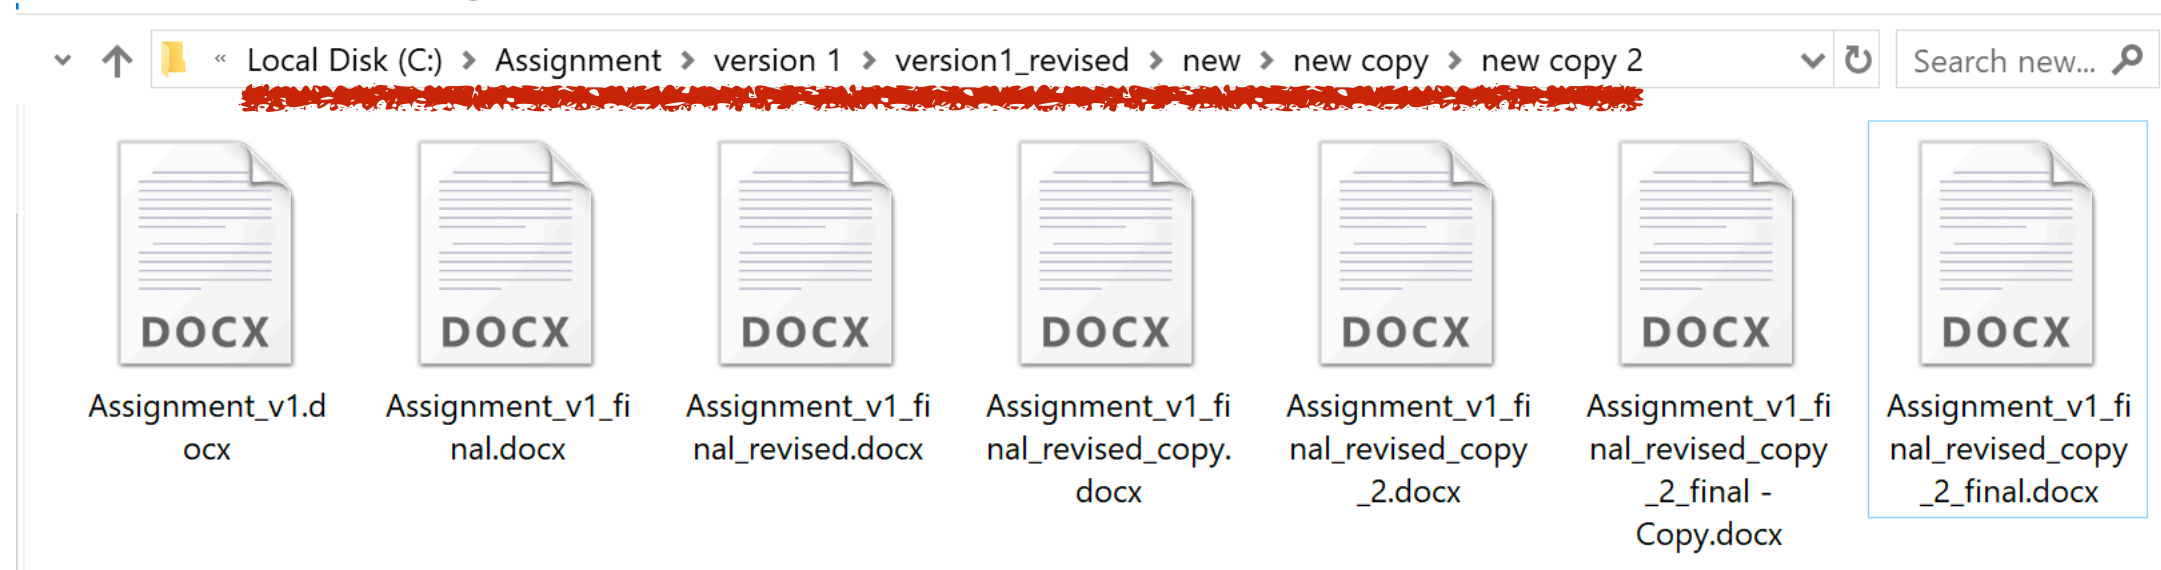 « Local Disk (C:) > Assignment > version 1 > version1_revised > new > new copy > new copy 2
Search new...
DOCX DOCX DOCX DOCX DOCX DOCX DOCX
Assignment_v1.d
ocx
Assignment_v1_fi
nal.docx
Assignment_v1_fi
nal_revised.docx
Assignment_v1_fi
nal_revised_copy.
docx
Assignment_v1_fi
nal_revised_copy
_2.docx
Assignment_v1_fi
nal_revised_copy
_2_final -
Copy.docx
Assignment_v1_fi
nal_revised_copy
_2_final.docx